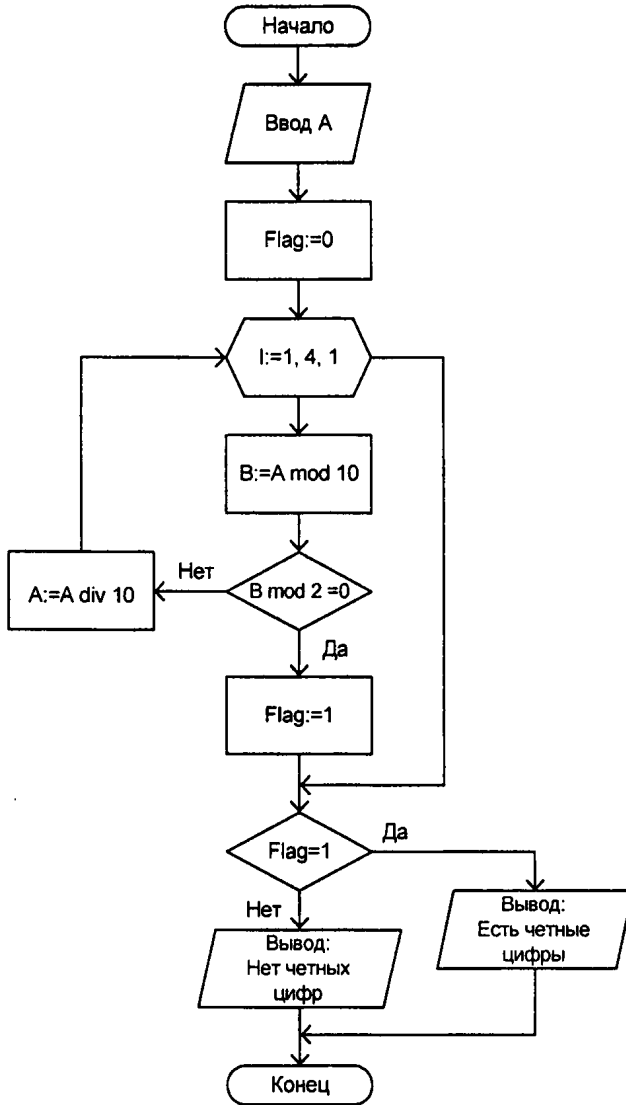 Начало
Ввод А
Flag:=0
I:=1, 4, 1
B:=A mod 10
Нет
A:=A div 10
B mod 2 =0
Да
Flag:=1
Да
Flag=1
Нет
Вывод:
Есть четные
цифры
Вывод:
Нет четных
цифр
Конец